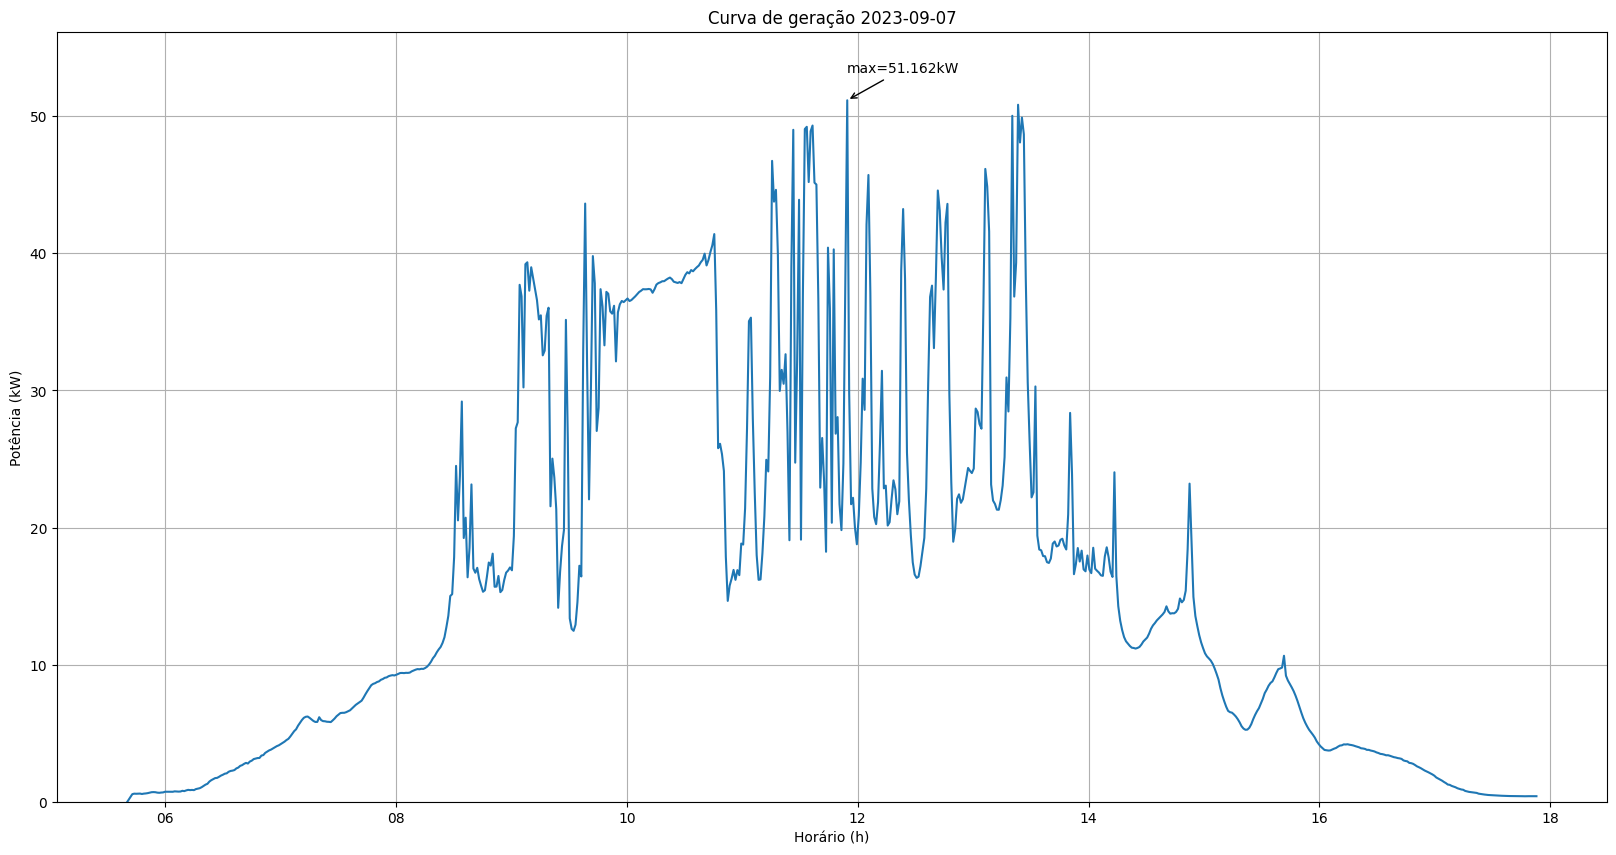 Curva de geração 2023-09-07
max=51.162kW
50
40
30
20
10
0
Potência (kW)
06 08 10 12 14 16 18
Horário (h)